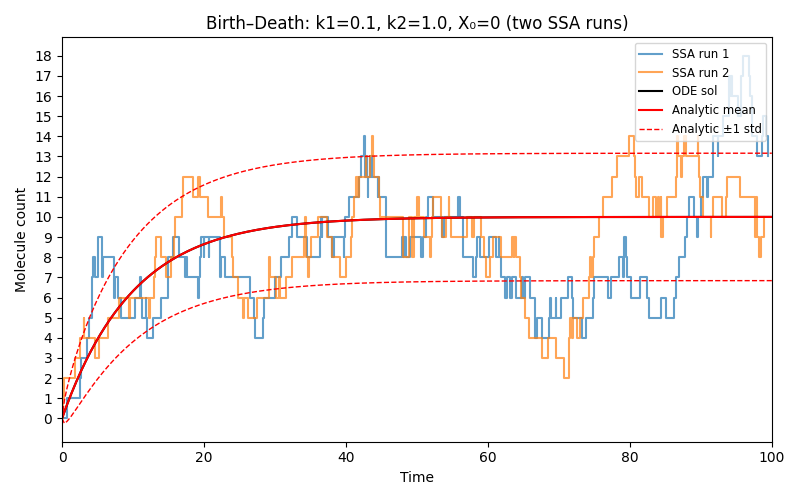 Birth–Death: k1=0.1, k2=1.0, X₀=0 (two SSA runs)
SSA run 1
SSA run 2
ODE sol
Analytic mean
Analytic ±1 std
Molecule count
18
17
16
15
14
13
12
11
10
9
8
7
6
5
4
3
2
1
0
0 20 40 60 80 100
Time